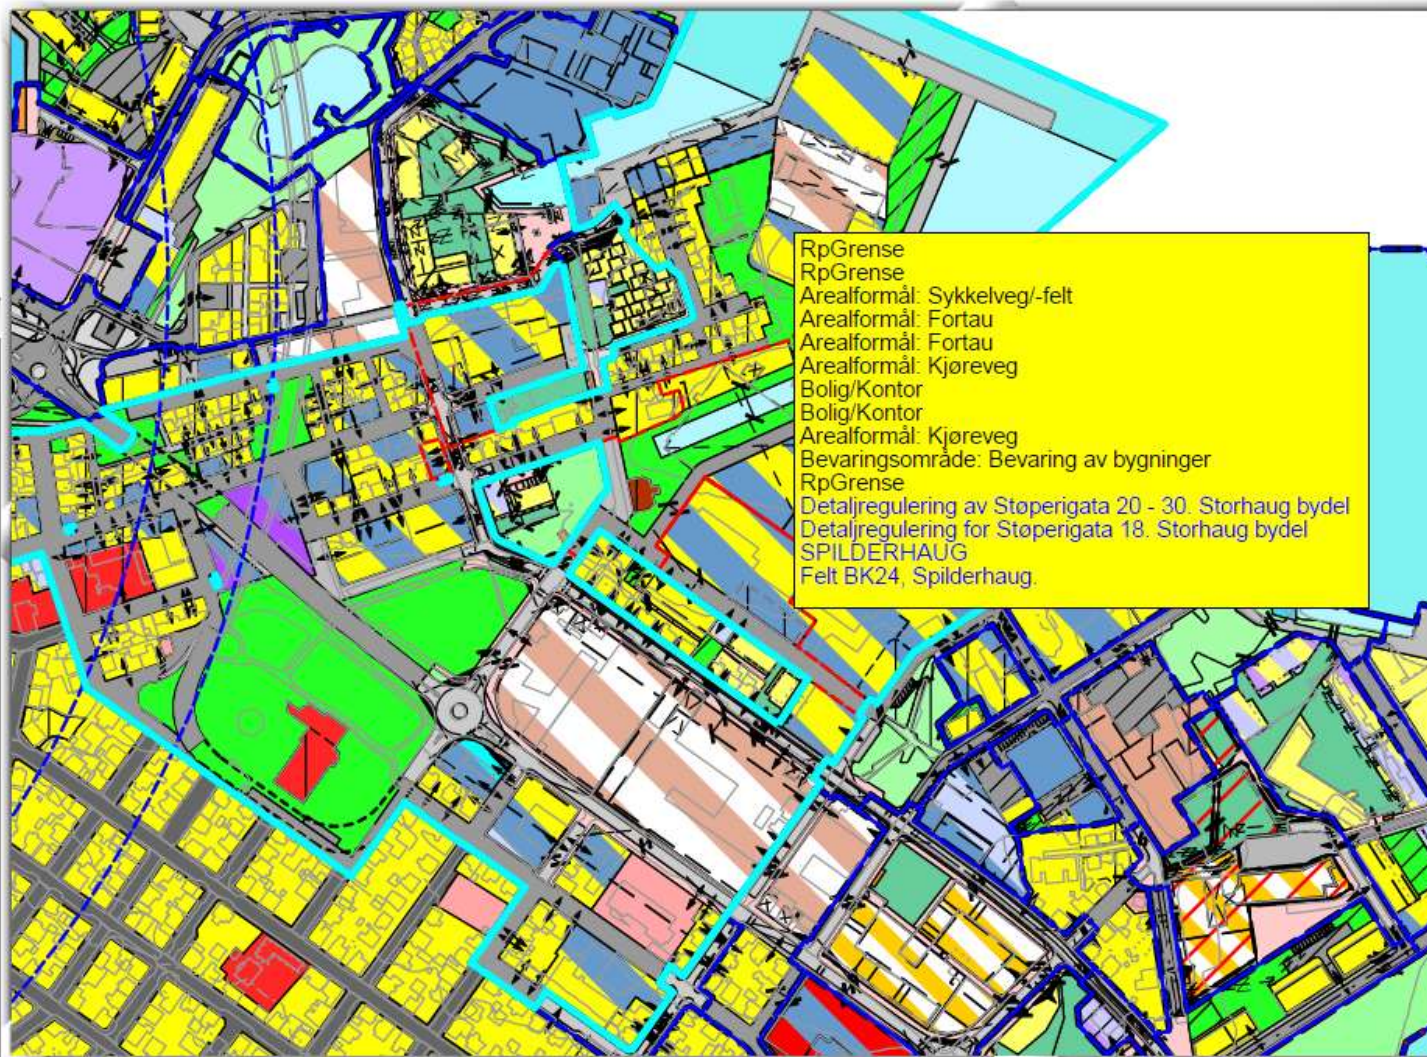 RpGrense
RpGrense
Arealformål: Sykkelveg/-felt
Arealformål: Fortau
Arealformål: Fortau
Arealformål: Kjøreveg
Bolig/Kontor
Bolig/Kontor
Arealformål: Kjøreveg
Bevaringsområde: Bevaring av bygninger
RpGrense
Detaljregulering av Støperigata 20 - 30. Storhaug bydel
Detaljregulering for Støperigata 18. Storhaug bydel
SPILDERHAUG
Felt BK24, Spilderhaug.